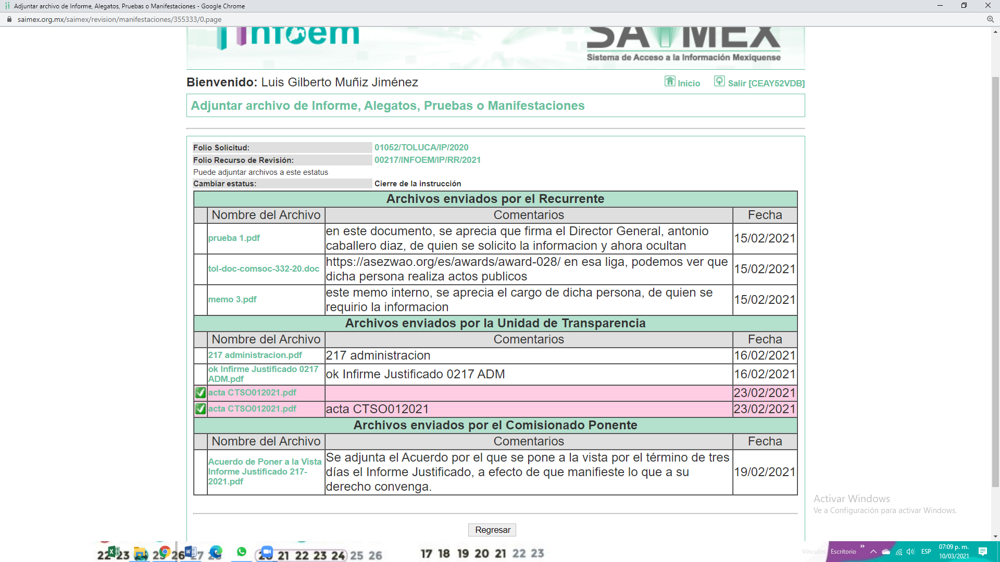 Adjuntar archivo de Informe, Alegatos, Pruebas o Manifestaciones - Google Chrome
saimex.org.mx/saimex/revision/manifestaciones/355333/0.page
infoem
SAIMEX
Sistema de Acceso a la Información Mexiquense
Bienvenido: Luis Gilberto Muñiz Jiménez
Inicio
Salir [CEAY52VDB]
Adjuntar archivo de Informe, Alegatos, Pruebas o Manifestaciones
Folio Solicitud: 01052/TOLUCA/IP/2020
Folio Recurso de Revisión: 00217/INFOEM/IP/RR/2021
Puede adjuntar archivos a este estatus
Cambiar estatus: Cierre de la instrucción
Archivos enviados por el Recurrente
Nombre del Archivo Comentarios Fecha
prueba 1.pdf
en este documento, se aprecia que firma el Director General, antonio
caballero diaz, de quien se solicito la informacion y ahora ocultan
15/02/2021
tol-doc-comsoc-332-20.doc
https://asezwao.org/es/awards/award-028/ en esa liga, podemos ver que
dicha persona realiza actos publicos
15/02/2021
memo 3.pdf
este memo interno, se aprecia el cargo de dicha persona, de quien se
requirio la informacion
15/02/2021
Archivos enviados por la Unidad de Transparencia
Nombre del Archivo Comentarios Fecha
217 administracion.pdf 217 administracion 16/02/2021
ok Infirme Justificado 0217
ADM.pdf
ok Infirme Justificado 0217 ADM
16/02/2021
acta CTSO012021.pdf 23/02/2021
acta CTSO012021.pdf acta CTSO012021 23/02/2021
Archivos enviados por el Comisionado Ponente
Nombre del Archivo Comentarios Fecha
Acuerdo de Poner a la Vista
Informe Justificado 217-
2021.pdf
Se adjunta el Acuerdo por el que se pone a la vista por el término de tres
días el Informe Justificado, a efecto de que manifieste lo que a su
derecho convenga.
19/02/2021
Activar Windows
Ve a Configuración para activar Windows.
Regresar
22 23 24 25 26 27 28
20 21 22 23 24 25 26
17 18 19 20 21 22 23
Vínculos
Escritorio
ESP
07:09 p. m.
10/03/2021